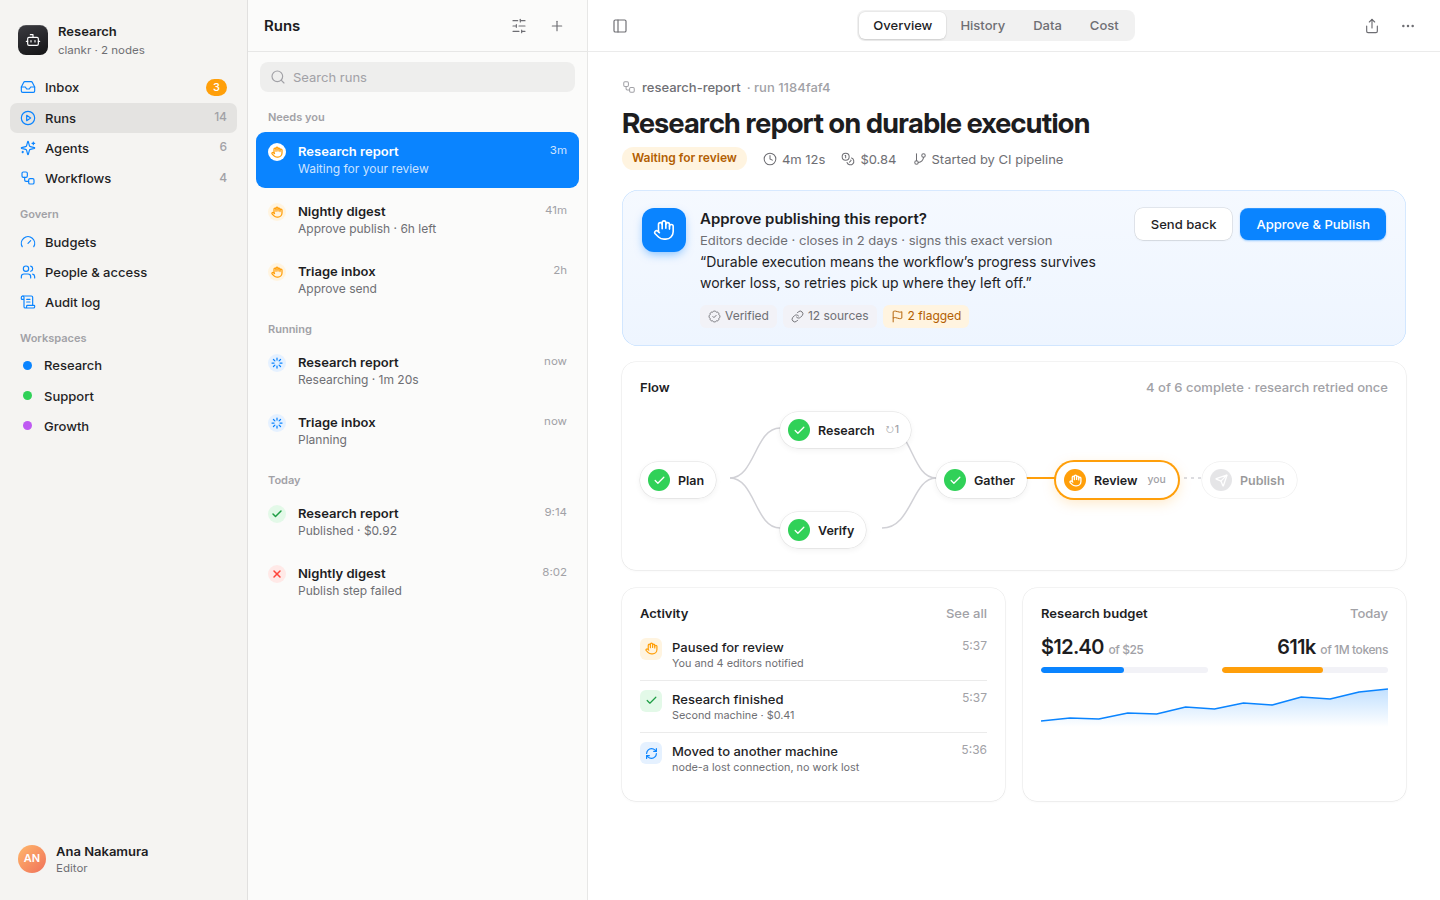 Research
clankr · 2 nodes
Inbox
3
Runs
14
Agents
6
Workflows
4
Govern
Budgets
People & access
Audit log
Workspaces
Research
Support
Growth
AN
Ana Nakamura
Editor
Runs
Search runs
Needs you
Research report
3m
Waiting for your review
Nightly digest
41m
Approve publish · 6h left
Triage inbox
2h
Approve send
Running
Research report
now
Researching · 1m 20s
Triage inbox
now
Planning
Today
Research report
9:14
Published · $0.92
Nightly digest
8:02
Publish step failed
Overview
History
Data
Cost
research-report · run 1184faf4
Research report on durable execution
Waiting for review
4m 12s
$0.84
Started by CI pipeline
Approve publishing this report?
Editors decide · closes in 2 days · signs this exact version
“Durable execution means the workflow’s progress survives
worker loss, so retries pick up where they left off.”
Verified
12 sources
2 flagged
Send back
Approve & Publish
Flow
4 of 6 complete · research retried once
Plan
Research
↻1
Verify
Gather
Review
you
Publish
Activity
See all
Paused for review
5:37
You and 4 editors notified
Research finished
5:37
Second machine · $0.41
Moved to another machine
5:36
node-a lost connection, no work lost
Research budget
Today
$12.40 of $25
611k of 1M tokens